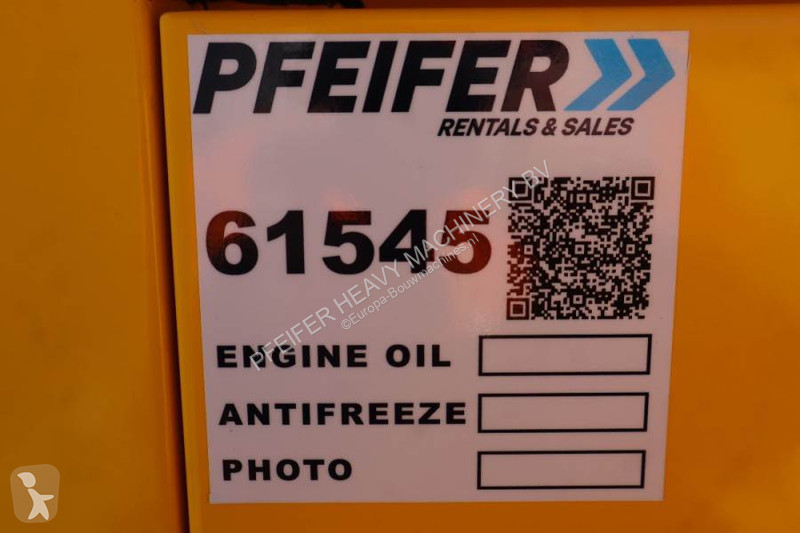 PFEIFER
RENTALS & SALES
61545
PFEIFER HEAVY MACHINERY BV
©Europa-Bouwmachines.nl
ENGINE OIL
ANTIFREEZE
PHOTO